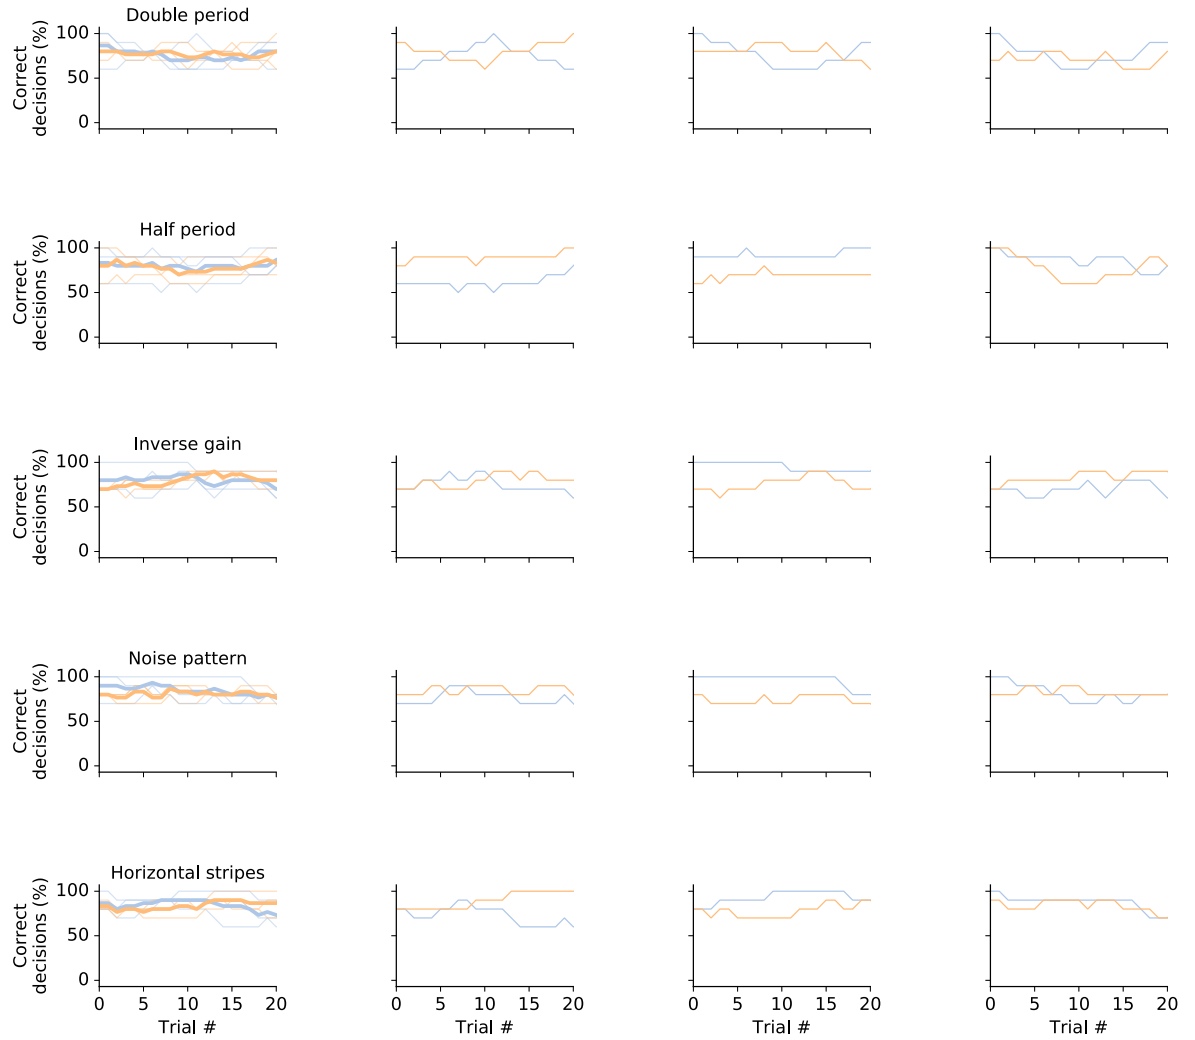 Double period
Correct
decisions (%)
100
50
0
Half period
Correct
decisions (%)
100
50
0
Inverse gain
Correct
decisions (%)
100
50
0
Noise pattern
Correct
decisions (%)
100
50
0
Horizontal stripes
Correct
decisions (%)
100
50
0
0 5 10 15 20 0 5 10 15 20 0 5 10 15 20 0 5 10 15 20
Trial # Trial # Trial # Trial #